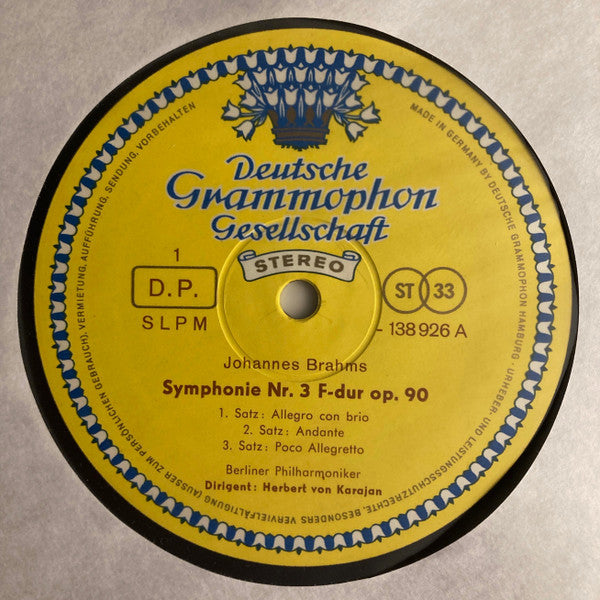 Deutsche
Grammophon
Gesellschaft
STEREO
1
D.P.
SLPM
ST 33
- 138 926 A
Johannes Brahms
Symphonie Nr. 3 F-dur op. 90
1. Satz: Allegro con brio
2. Satz: Andante
3. Satz: Poco Allegretto
Berliner Philharmoniker
Dirigent: Herbert von Karajan
MADE IN GERMANY BY DEUTSCHE GRAMMOPHON HAMBURG · URHEBER- UND LEISTUNGSSCHUTZRECHTE, BESONDERS VERVIELFÄLTIGUNG (AUSSER ZUM PERSÖNLICHEN GEBRAUCH), VERMIETUNG, AUFFÜHRUNG, SENDUNG, VORBEHALTEN